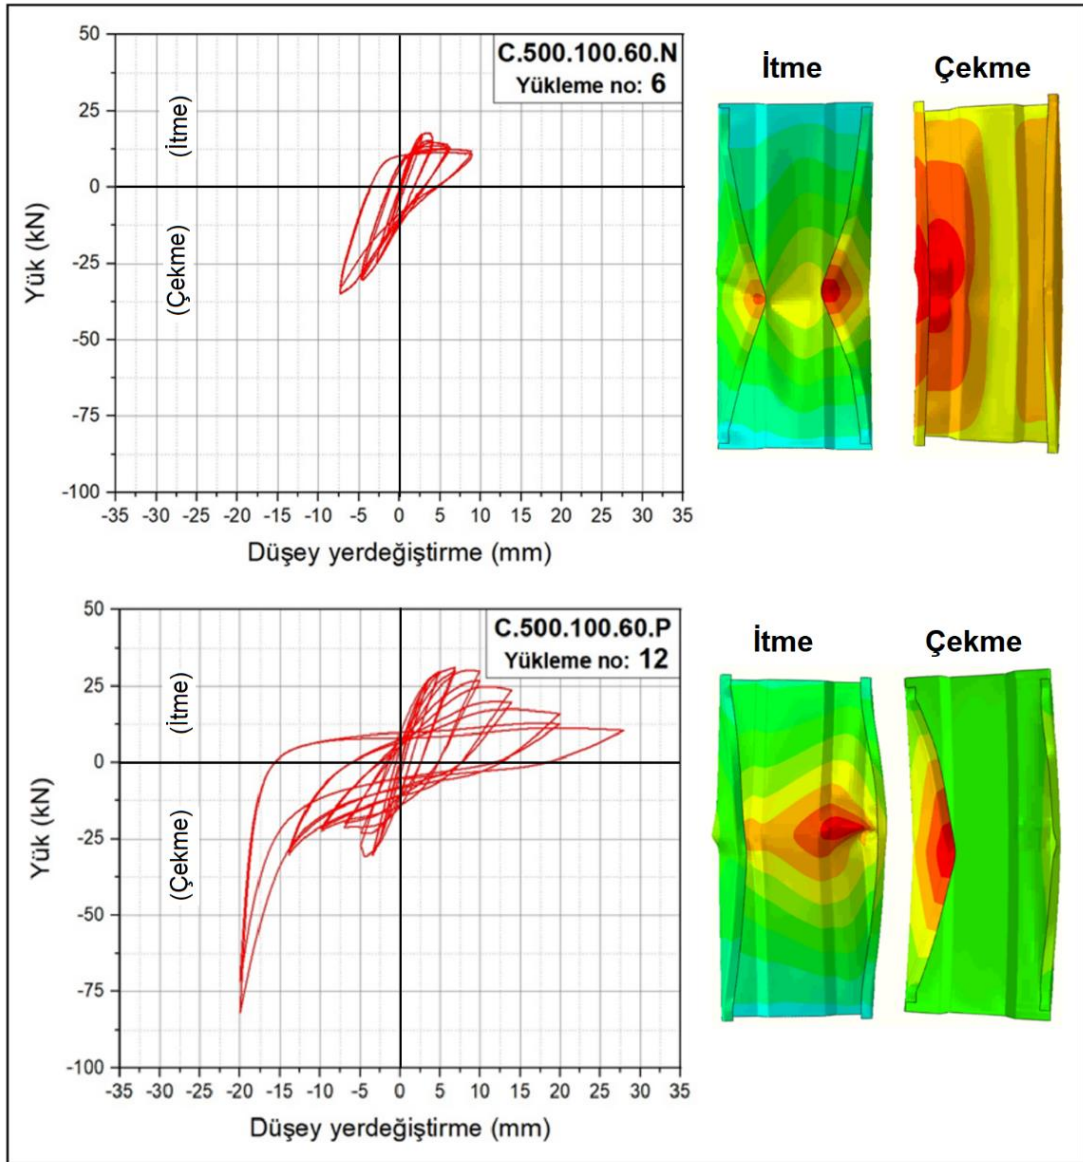 C.500.100.60.N
Yükleme no: 6
İtme
Çekme
50
25
0
-25
-50
-75
-100
Yük (kN)
(İtme)
(Çekme)
-35 -30 -25 -20 -15 -10 -5 0 5 10 15 20 25 30 35
Düşey yerdeğiştirme (mm)
C.500.100.60.P
Yükleme no: 12
İtme
Çekme
50
25
0
-25
-50
-75
-100
Yük (kN)
(İtme)
(Çekme)
-35 -30 -25 -20 -15 -10 -5 0 5 10 15 20 25 30 35
Düşey yerdeğiştirme (mm)